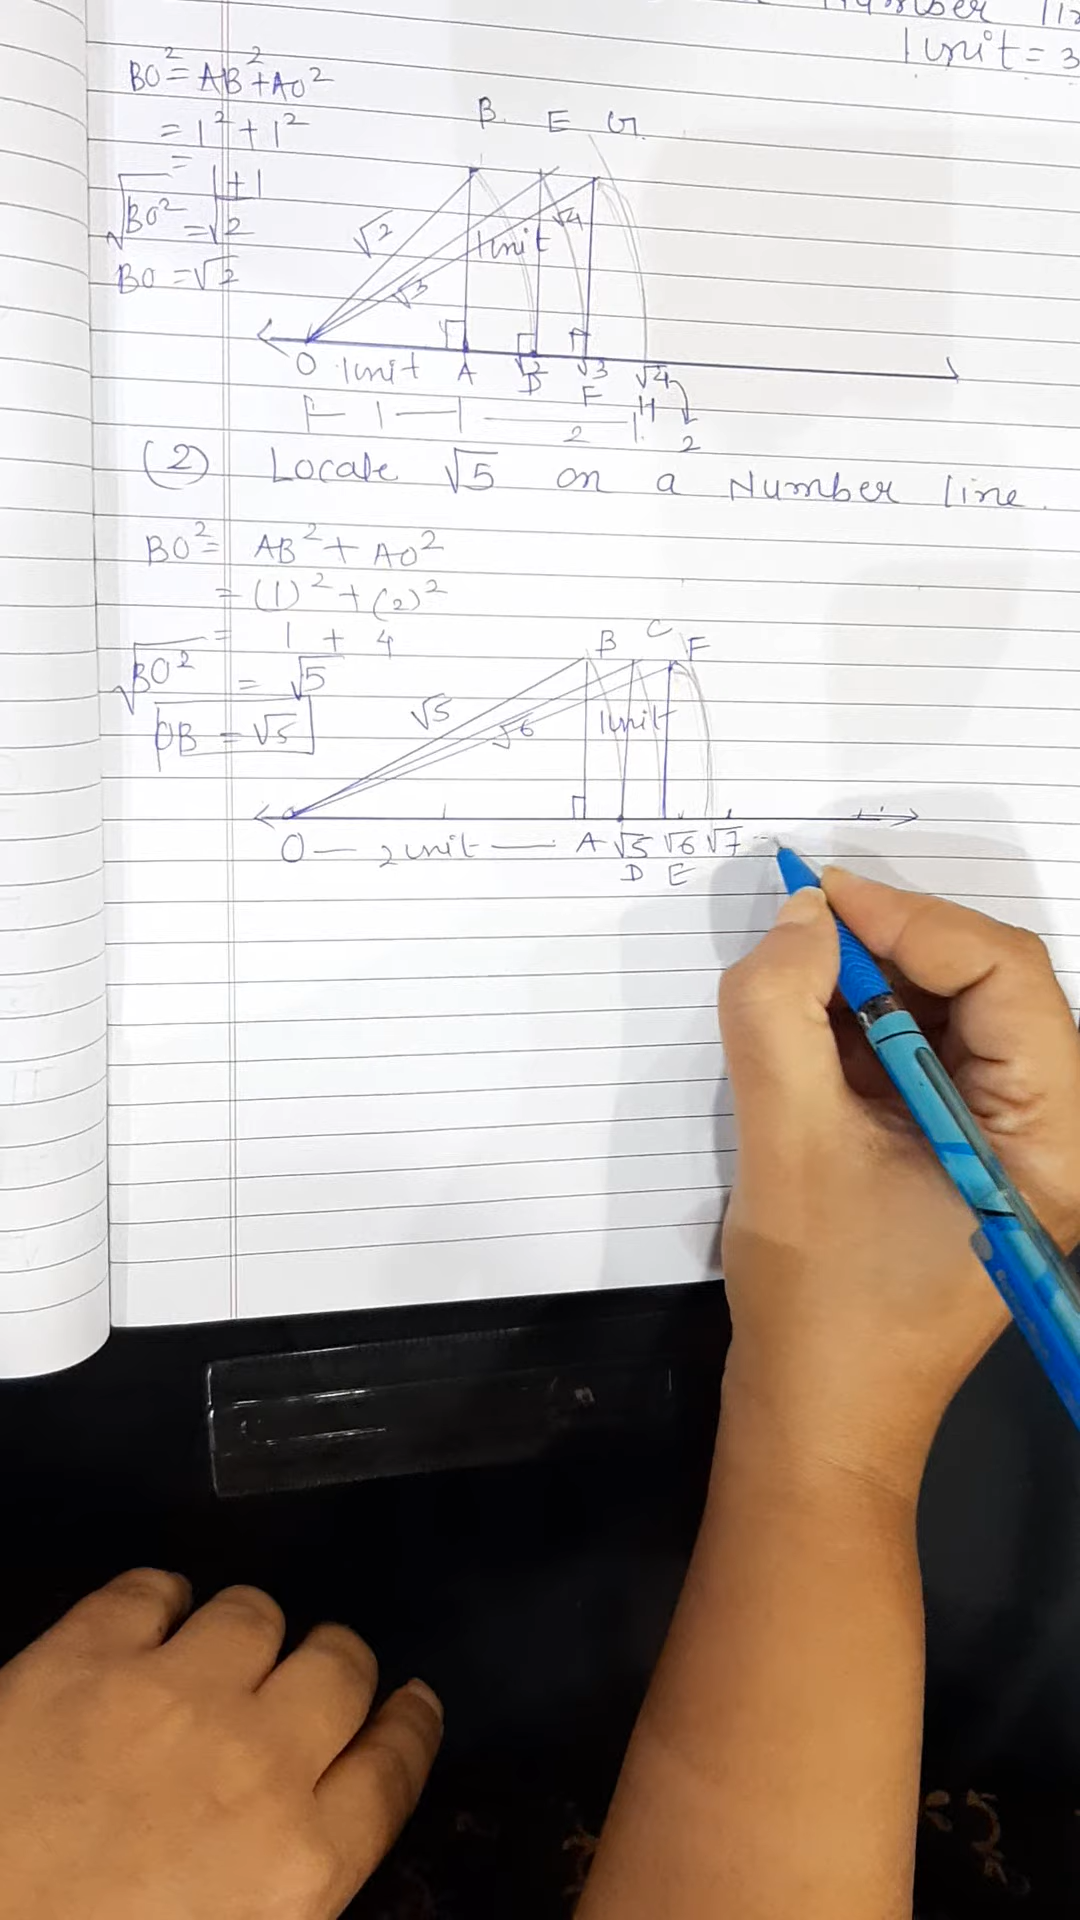 Number lin
1 unit = 3
BO² = AB² + AO²
= 1² + 1²
= 1 + 1
√BO² = √2
BO = √2
B E G
√2 √4
1 unit
√3
O 1 unit A √2 √3 √4
D F H 2
1 2
(2) Locate √5 on a Number line.
BO² = AB² + AO²
= (1)² + (2)²
= 1 + 4
√BO² = √5
OB = √5
B C F
√5 √6 1 unit
O — 2 unit — A √5 √6 √7 -
D E